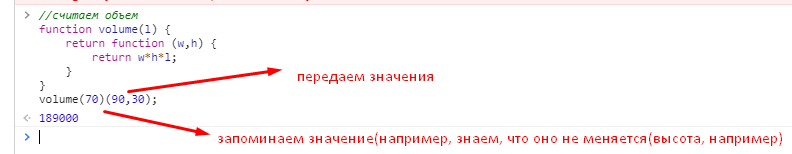 > //считаем объем
function volume(l) {
return function (w,h) {
return w*h*l;
}
}
volume(70)(90,30);
передаем значения
<· 189000
> запоминаем значение(например, знаем, что оно не меняется(высота, например)